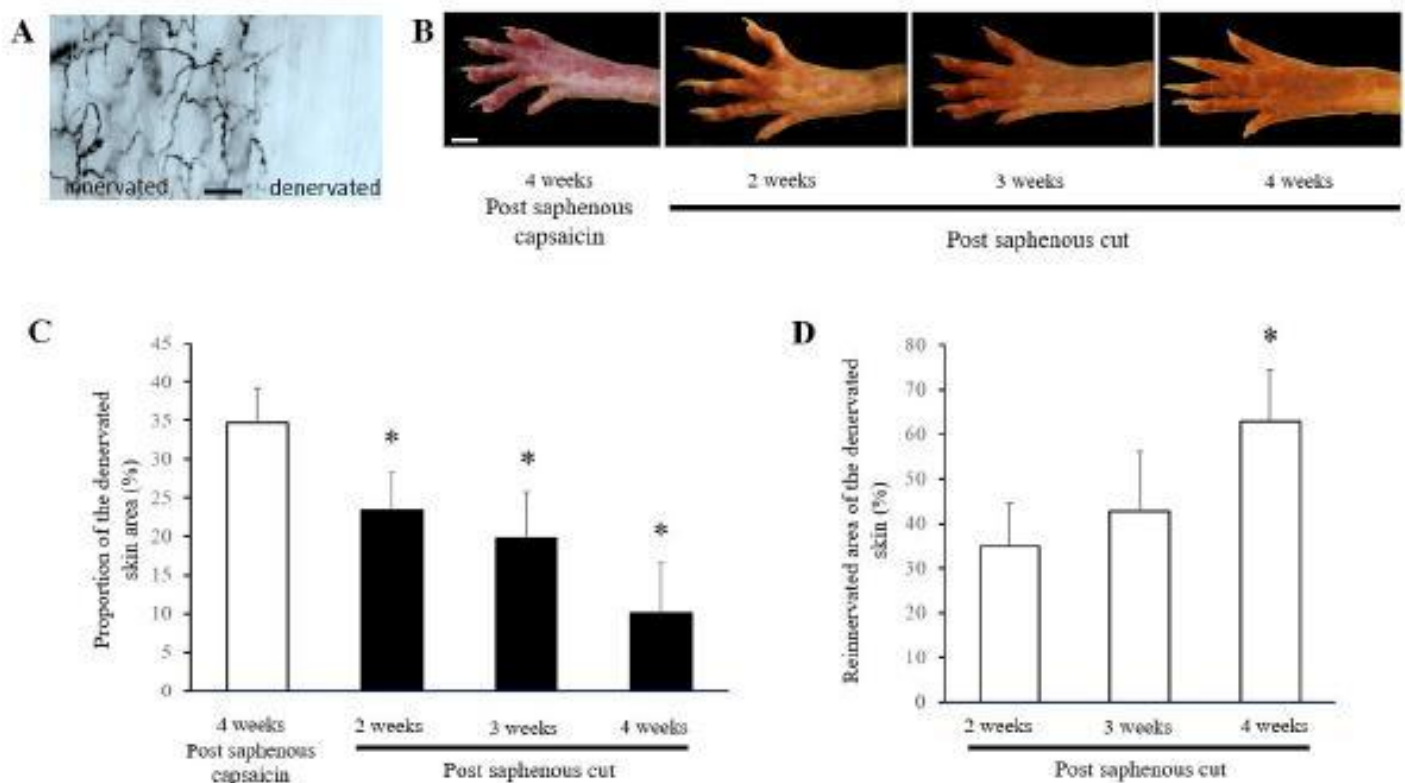 A
innervated
denervated
B
4 weeks
Post saphenous
capsaicin
2 weeks
3 weeks
4 weeks
Post saphenous cut
C
Proportion of the denervated
skin area (%)
45
40
35
30
25
20
15
10
5
0
*
*
*
4 weeks
Post saphenous
capsaicin
2 weeks
3 weeks
4 weeks
Post saphenous cut
D
Reinnervated area of the denervated
skin (%)
80
70
60
50
40
30
20
10
0
*
2 weeks
3 weeks
4 weeks
Post saphenous cut